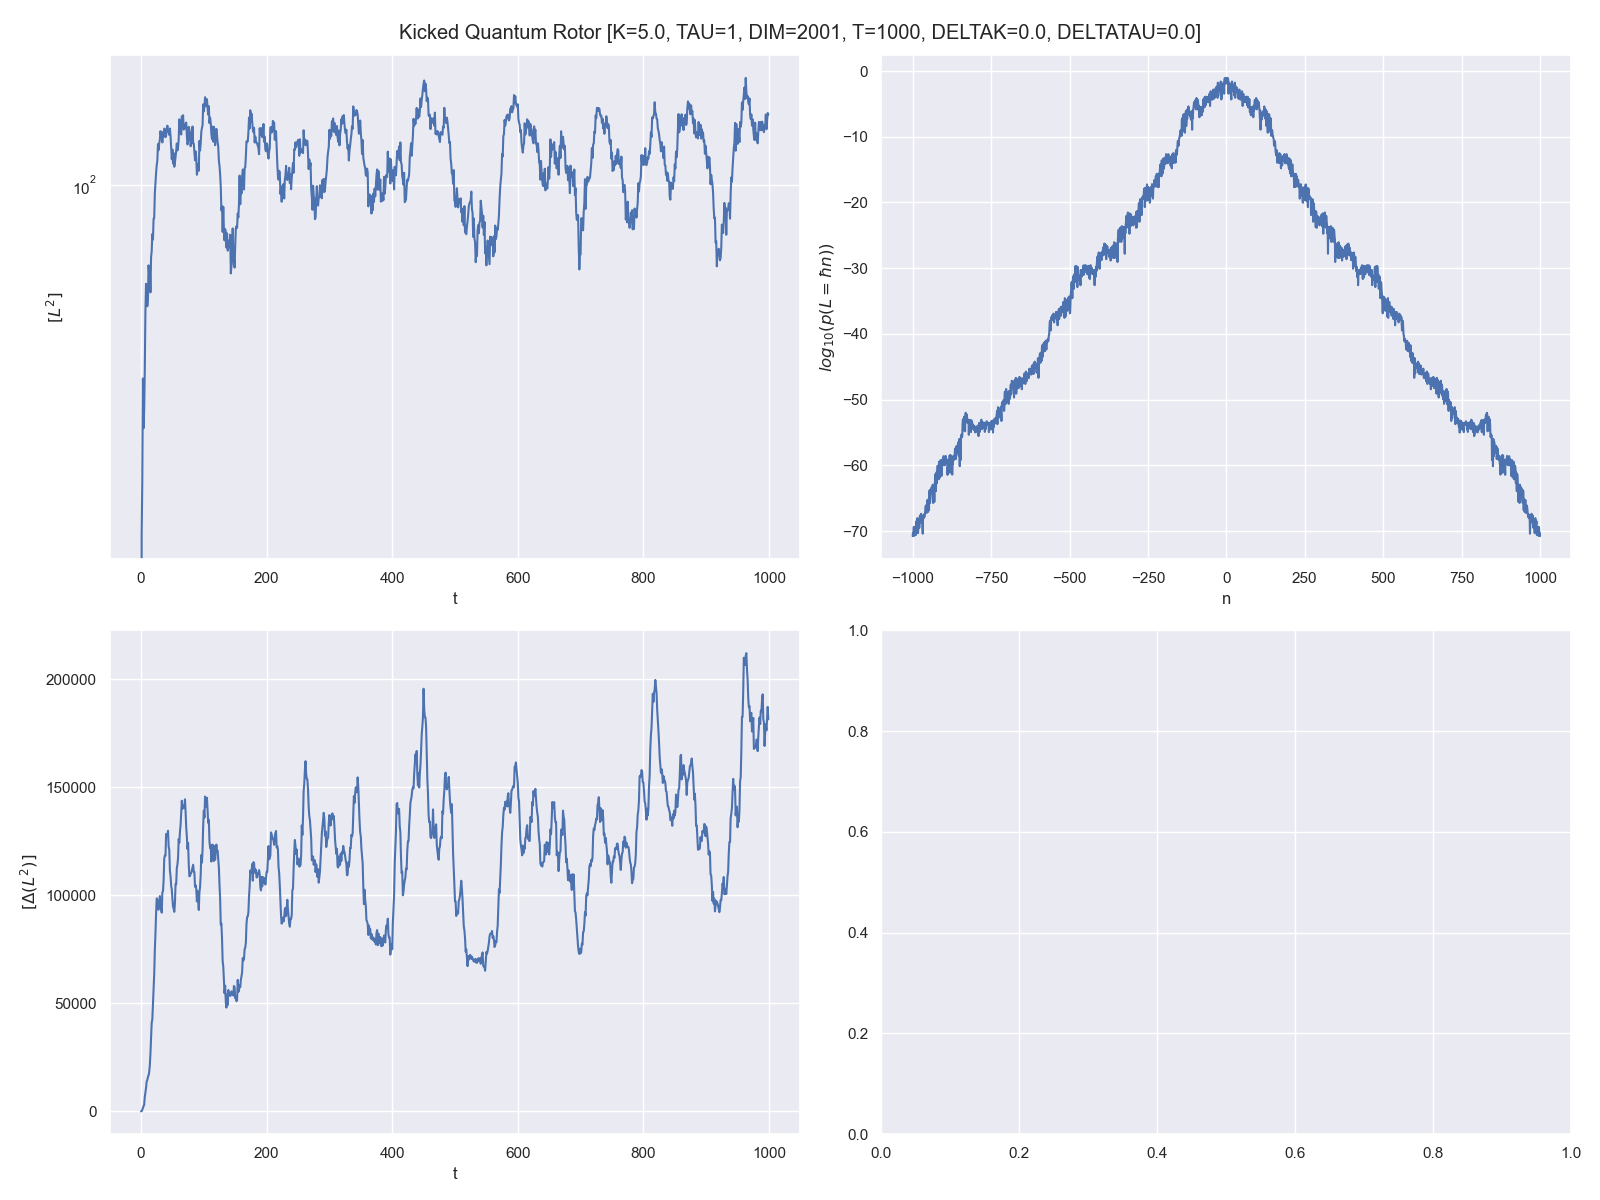 Kicked Quantum Rotor [K=5.0, TAU=1, DIM=2001, T=1000, DELTAK=0.0, DELTATAU=0.0]
10²
[L²]
0 200 400 600 800 1000
t
0
−10
−20
−30
−40
−50
−60
−70
log₁₀(p(L = ħn))
−1000 −750 −500 −250 0 250 500 750 1000
n
200000
150000
100000
50000
0
[Δ(L²)]
0 200 400 600 800 1000
t
1.0
0.8
0.6
0.4
0.2
0.0
0.0 0.2 0.4 0.6 0.8 1.0